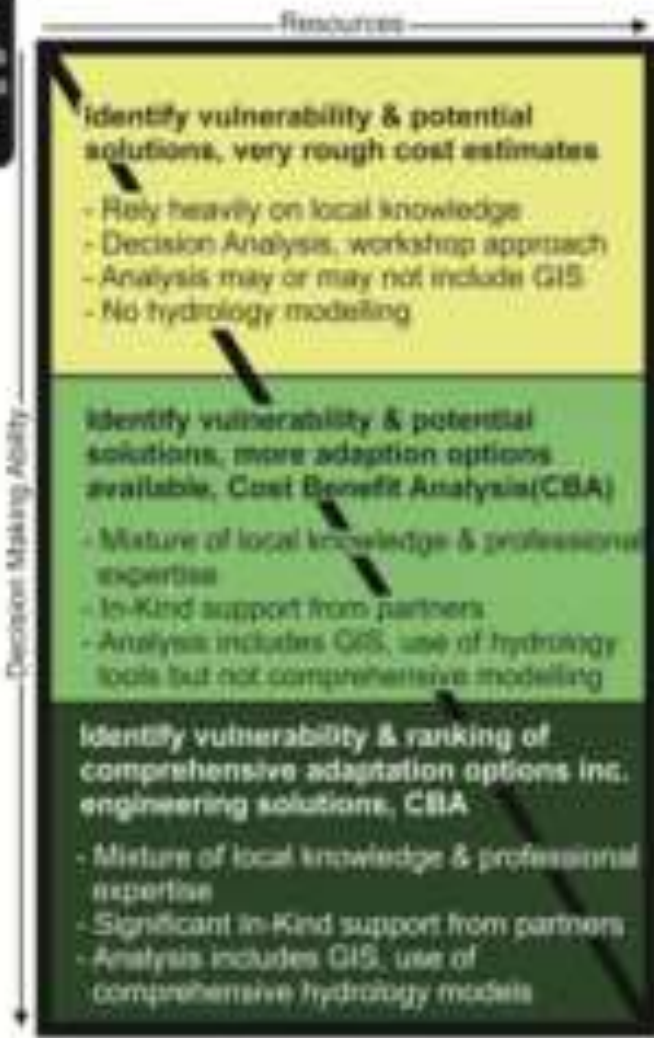 Resources
Decision Making Ability
Identify vulnerability & potential
solutions, very rough cost estimates
- Rely heavily on local knowledge
- Decision Analysis, workshop approach
- Analysis may or may not include GIS
- No hydrology modelling
Identify vulnerability & potential
solutions, more adaption options
available, Cost Benefit Analysis(CBA)
- Mixture of local knowledge & professional
expertise
- In-Kind support from partners
- Analysis includes GIS, use of hydrology
tools but not comprehensive modelling
Identify vulnerability & ranking of
comprehensive adaptation options inc.
engineering solutions, CBA
- Mixture of local knowledge & professional
expertise
- Significant In-Kind support from partners
- Analysis includes GIS, use of
comprehensive hydrology models